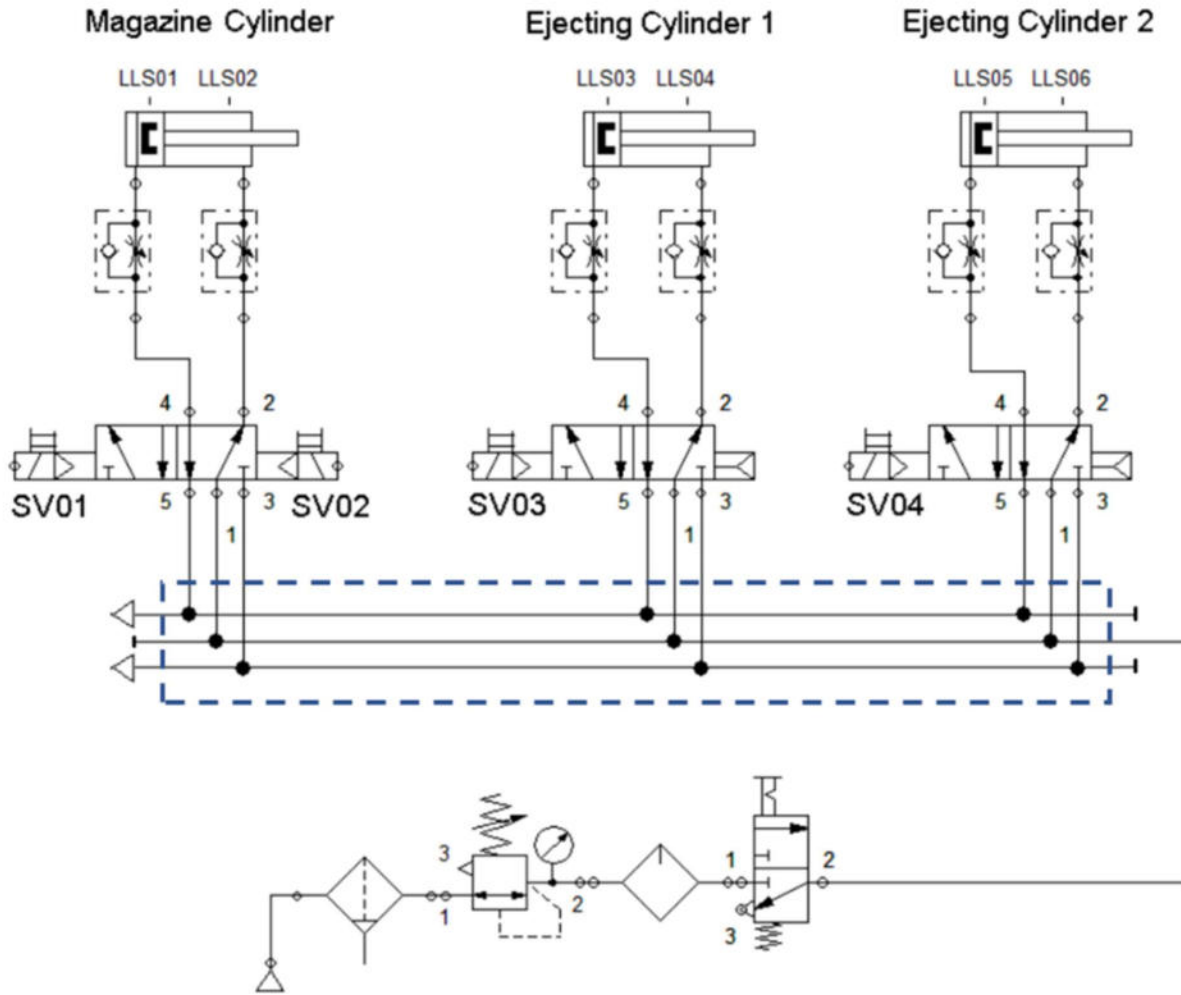 Magazine Cylinder Ejecting Cylinder 1 Ejecting Cylinder 2
LLS01 LLS02 LLS03 LLS04 LLS05 LLS06
4 2 4 2 4 2
SV01 5 3 SV02 SV03 5 3 SV04 5 3
1 1 1
3 1 2
1 2 3